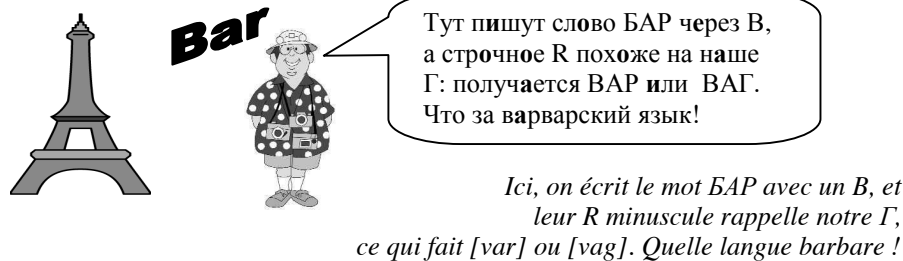 Bar
Тут пишут слово БАР через В,
а строчное R похоже на наше
Г: получается ВАР или ВАГ.
Что за варварский язык!
Ici, on écrit le mot БАР avec un B, et
leur R minuscule rappelle notre Г,
ce qui fait [var] ou [vag]. Quelle langue barbare !